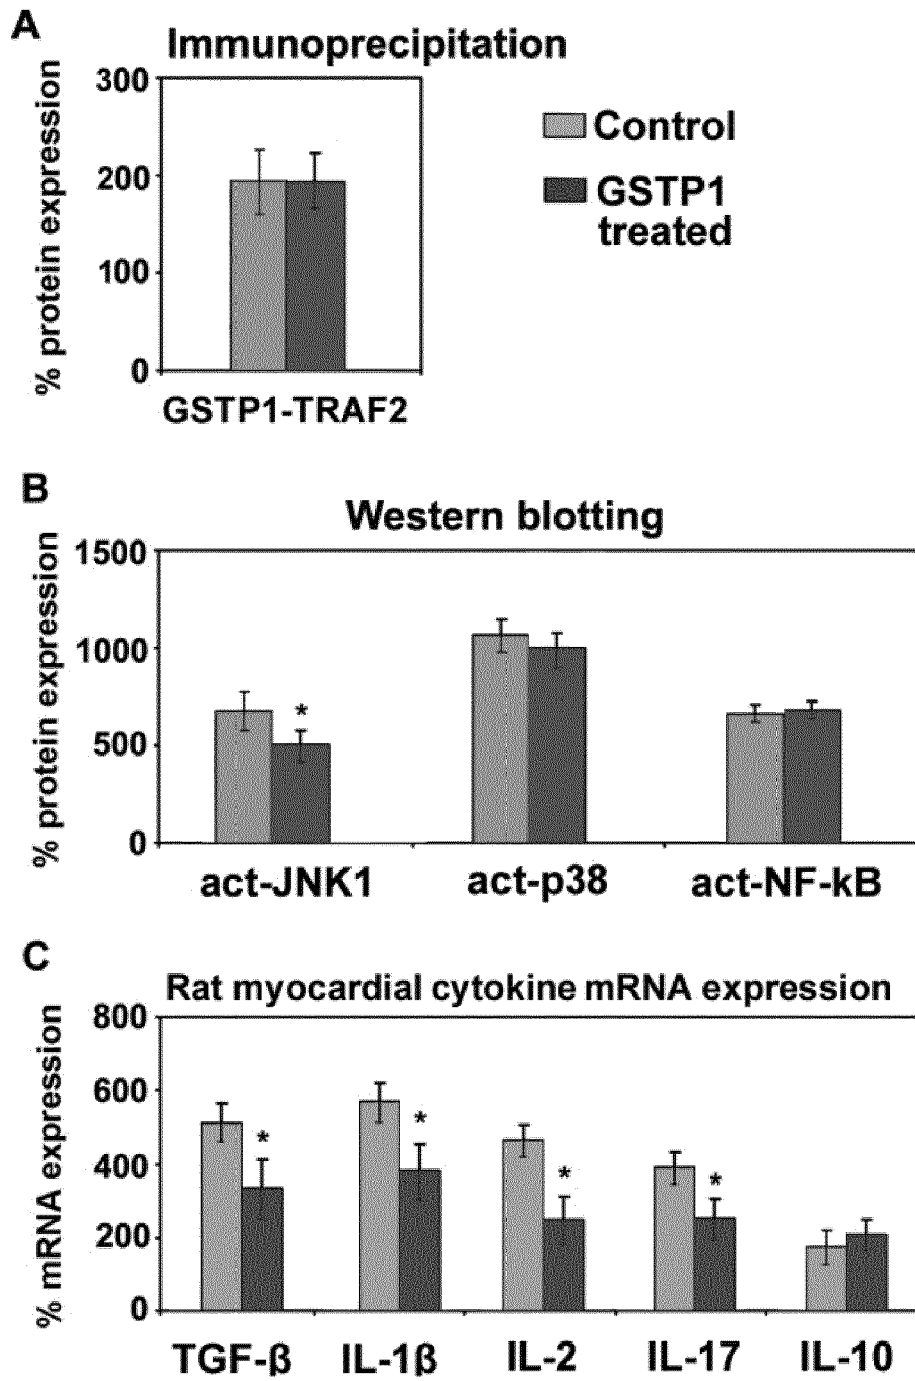 A
Immunoprecipitation
% protein expression
300
200
100
0
GSTP1-TRAF2
Control
GSTP1
treated
B
Western blotting
% protein expression
1500
1000
500
0
*
act-JNK1
act-p38
act-NF-kB
C
Rat myocardial cytokine mRNA expression
% mRNA expression
800
600
400
200
0
*
*
*
*
TGF-β
IL-1β
IL-2
IL-17
IL-10